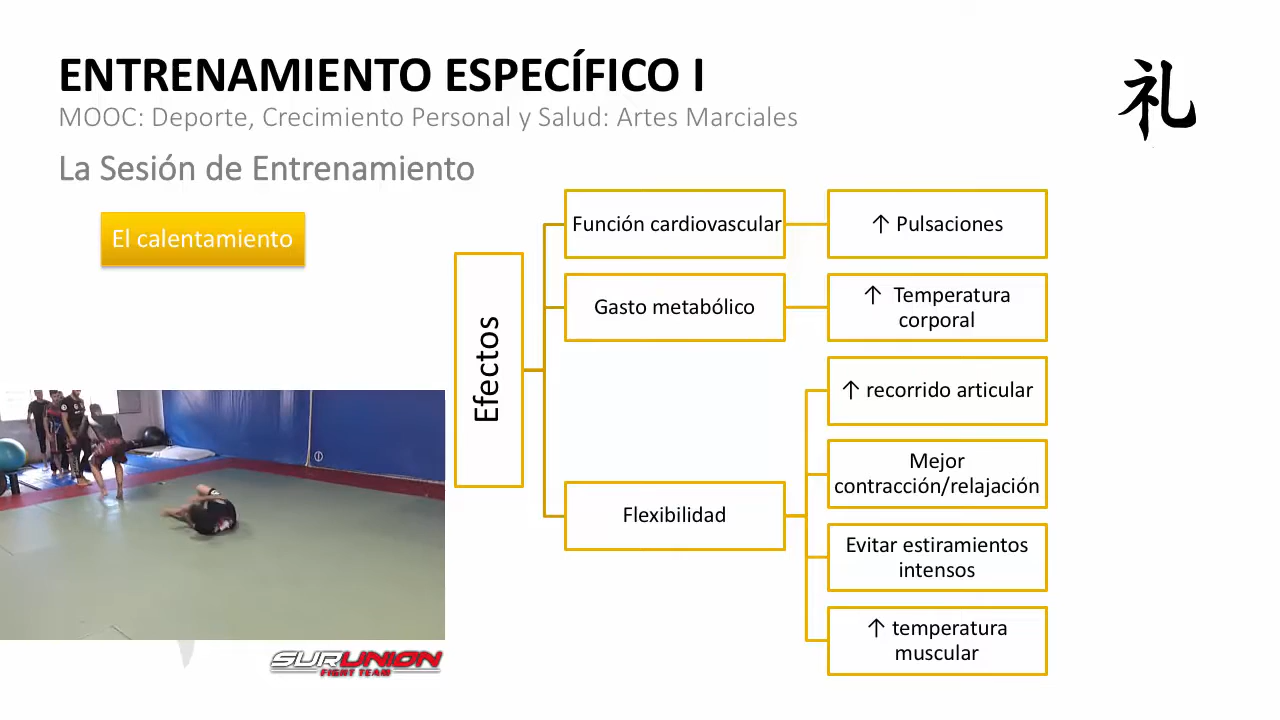 ENTRENAMIENTO ESPECÍFICO I
MOOC: Deporte, Crecimiento Personal y Salud: Artes Marciales
礼
La Sesión de Entrenamiento
El calentamiento
Efectos
Función cardiovascular
↑ Pulsaciones
Gasto metabólico
↑ Temperatura
corporal
Flexibilidad
↑ recorrido articular
Mejor
contracción/relajación
Evitar estiramientos
intensos
↑ temperatura
muscular
SURUNION
FIGHT TEAM